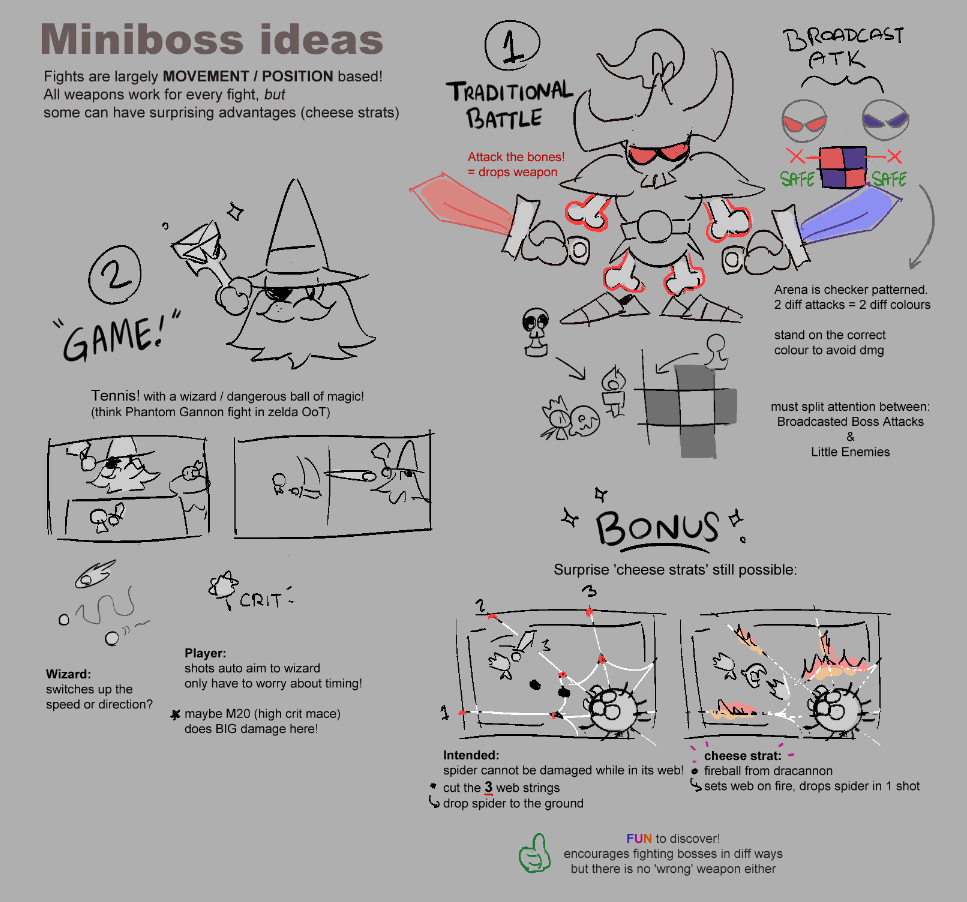 Miniboss ideas
Fights are largely MOVEMENT / POSITION based!
All weapons work for every fight, but
some can have surprising advantages (cheese strats)
1
TRADITIONAL
BATTLE
Attack the bones!
= drops weapon
BROADCAST
ATK
SAFE
SAFE
Arena is checker patterned.
2 diff attacks = 2 diff colours
stand on the correct
colour to avoid dmg
must split attention between:
Broadcasted Boss Attacks
&
Little Enemies
2
"GAME!"
Tennis! with a wizard / dangerous ball of magic!
(think Phantom Gannon fight in zelda OoT)
CRIT
Wizard:
switches up the
speed or direction?
Player:
shots auto aim to wizard
only have to worry about timing!
maybe M20 (high crit mace)
does BIG damage here!
BONUS
Surprise 'cheese strats' still possible:
2
3
1
Intended:
spider cannot be damaged while in its web!
cut the 3 web strings
drop spider to the ground
cheese strat:
fireball from dracannon
sets web on fire, drops spider in 1 shot
FUN to discover!
encourages fighting bosses in diff ways
but there is no 'wrong' weapon either